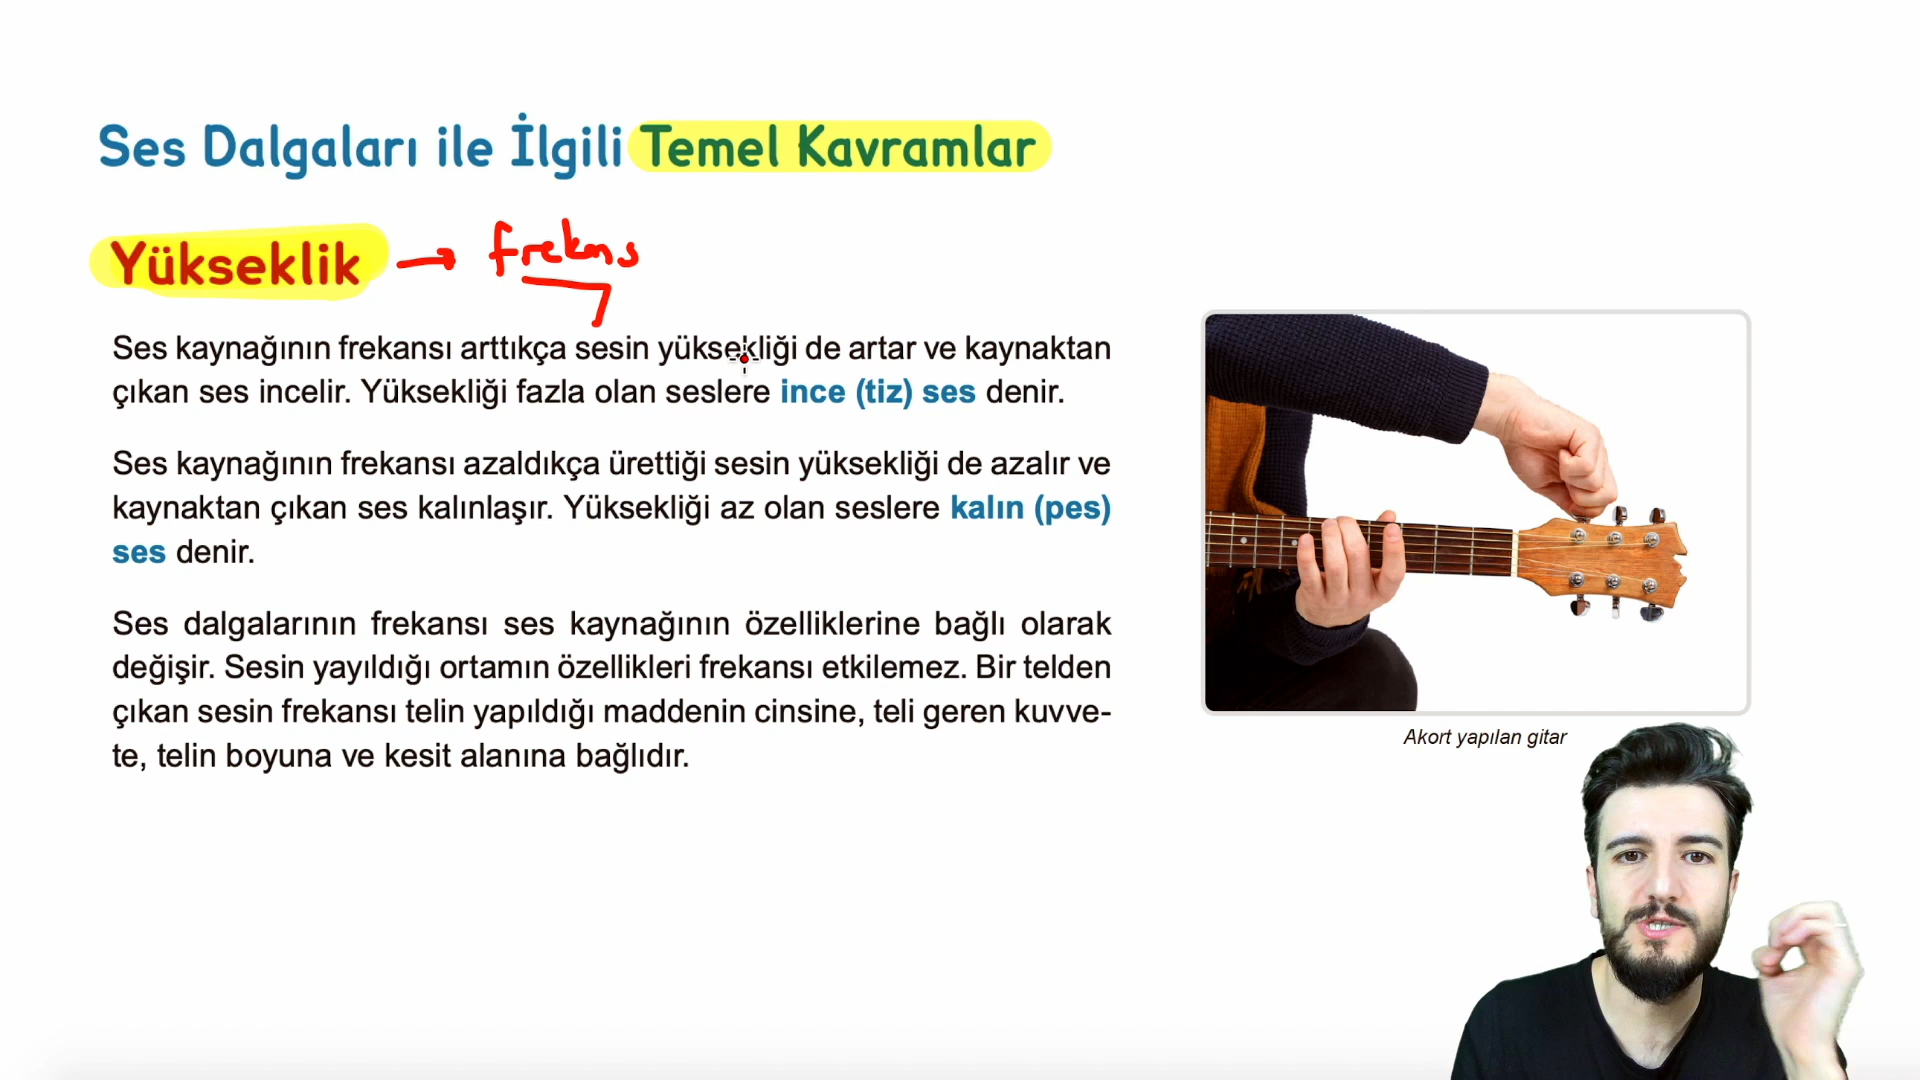 Ses Dalgaları ile İlgili Temel Kavramlar
Yükseklik → frekans
Ses kaynağının frekansı arttıkça sesin yüksekliği de artar ve kaynaktan
çıkan ses incelir. Yüksekliği fazla olan seslere ince (tiz) ses denir.
Ses kaynağının frekansı azaldıkça ürettiği sesin yüksekliği de azalır ve
kaynaktan çıkan ses kalınlaşır. Yüksekliği az olan seslere kalın (pes)
ses denir.
Ses dalgalarının frekansı ses kaynağının özelliklerine bağlı olarak
değişir. Sesin yayıldığı ortamın özellikleri frekansı etkilemez. Bir telden
çıkan sesin frekansı telin yapıldığı maddenin cinsine, teli geren kuvve-
te, telin boyuna ve kesit alanına bağlıdır.
Akort yapılan gitar